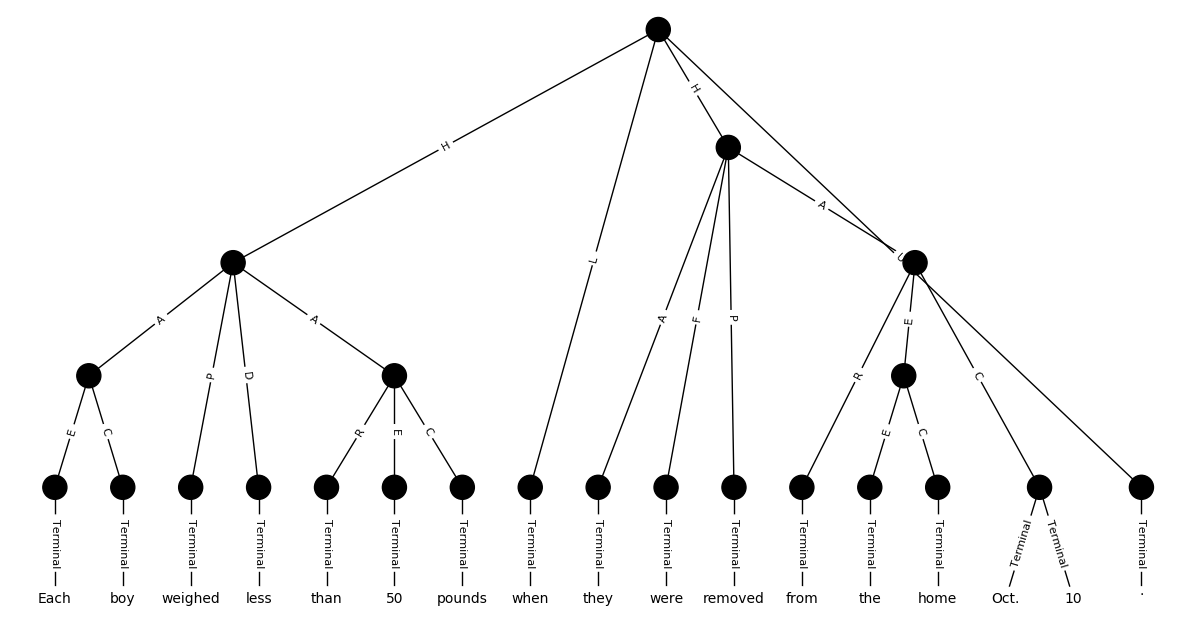 H
H
A
L
U
A
A
P
D
A
F
P
E
R
C
E
C
R
E
C
E
C
Terminal Terminal Terminal Terminal Terminal Terminal Terminal Terminal Terminal Terminal Terminal Terminal Terminal Terminal Terminal Terminal Terminal
Each boy weighed less than 50 pounds when they were removed from the home Oct. 10 .